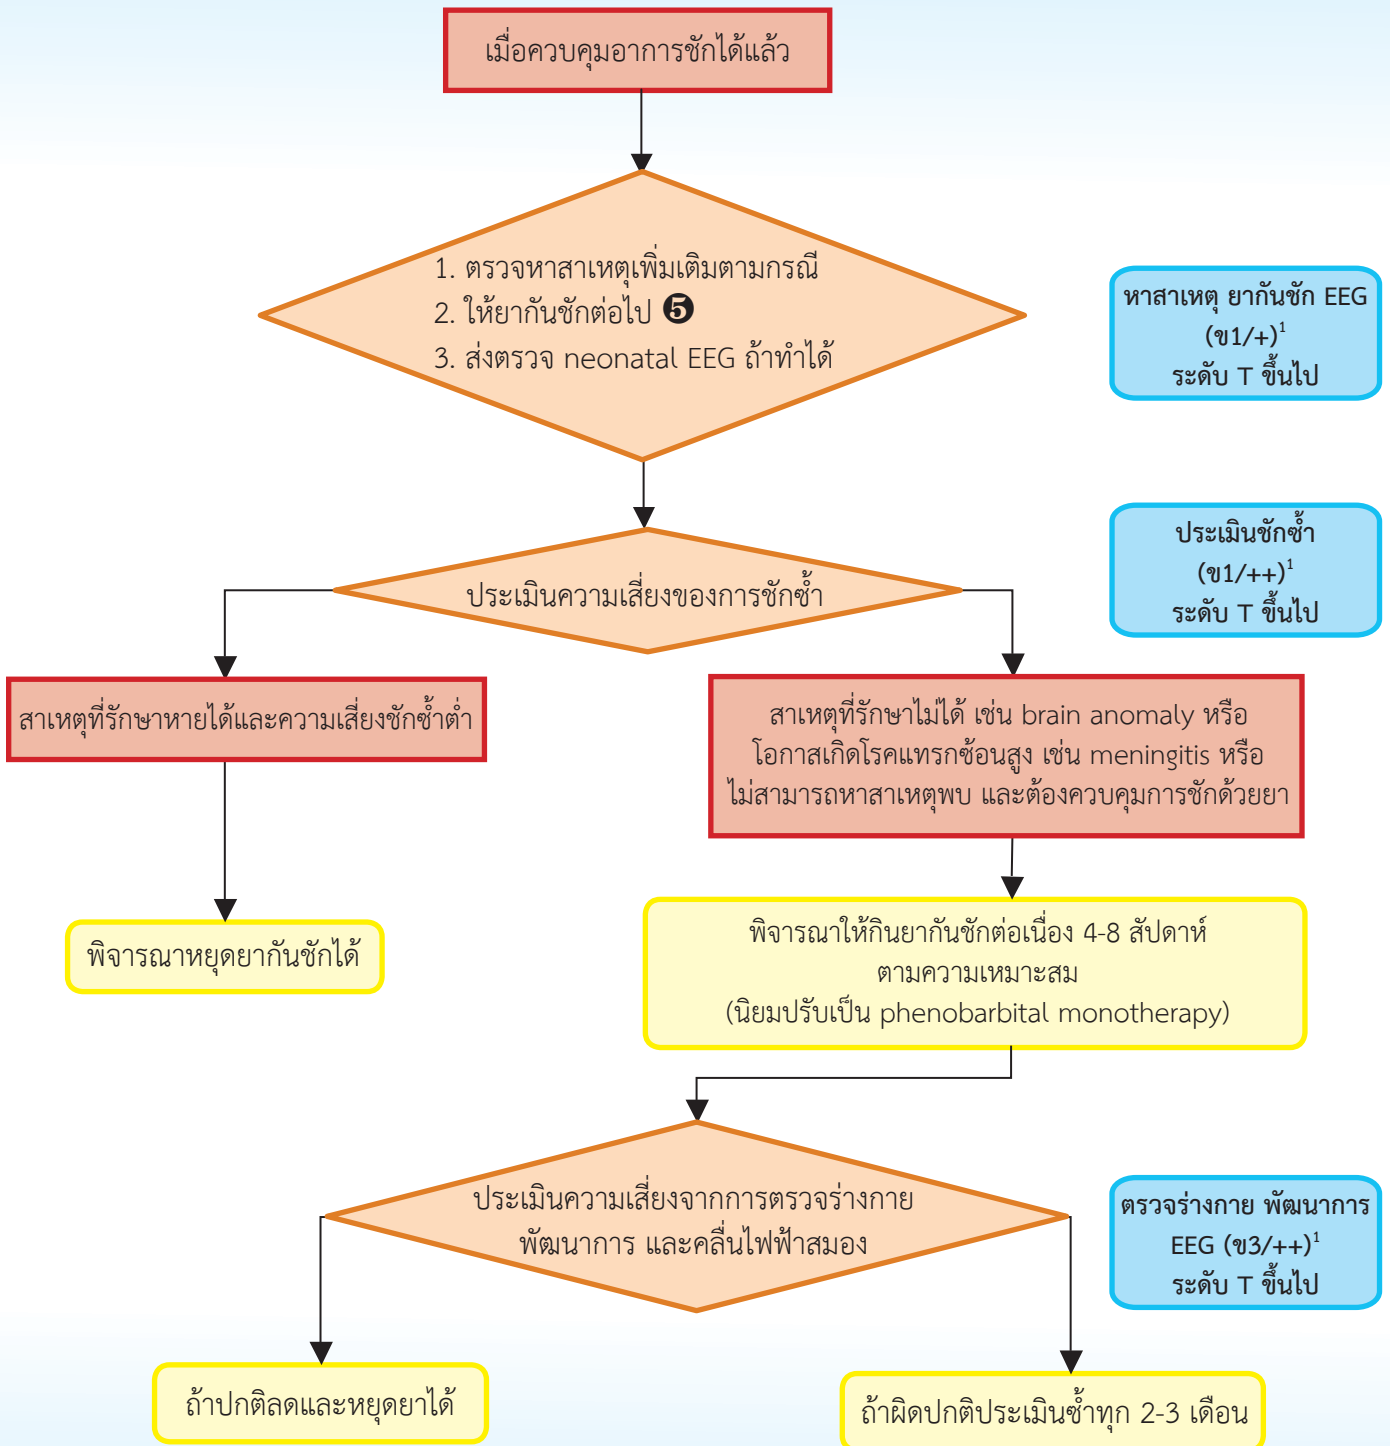 เมื่อควบคุมอาการชักได้แล้ว
1. ตรวจหาสาเหตุเพิ่มเติมตามกรณี
2. ให้ยากันชักต่อไป ❺
3. ส่งตรวจ neonatal EEG ถ้าทำได้
หาสาเหตุ ยากันชัก EEG
(ข1/+)¹
ระดับ T ขึ้นไป
ประเมินความเสี่ยงของการชักซ้ำ
ประเมินชักซ้ำ
(ข1/++)¹
ระดับ T ขึ้นไป
สาเหตุที่รักษาหายได้และความเสี่ยงชักซ้ำต่ำ
สาเหตุที่รักษาไม่ได้ เช่น brain anomaly หรือ
โอกาสเกิดโรคแทรกซ้อนสูง เช่น meningitis หรือ
ไม่สามารถหาสาเหตุพบ และต้องควบคุมการชักด้วยยา
พิจารณาหยุดยากันชักได้
พิจารณาให้กินยากันชักต่อเนื่อง 4-8 สัปดาห์
ตามความเหมาะสม
(นิยมปรับเป็น phenobarbital monotherapy)
ประเมินความเสี่ยงจากการตรวจร่างกาย
พัฒนาการ และคลื่นไฟฟ้าสมอง
ตรวจร่างกาย พัฒนาการ
EEG (ข3/++)¹
ระดับ T ขึ้นไป
ถ้าปกติลดและหยุดยาได้
ถ้าผิดปกติประเมินซ้ำทุก 2-3 เดือน